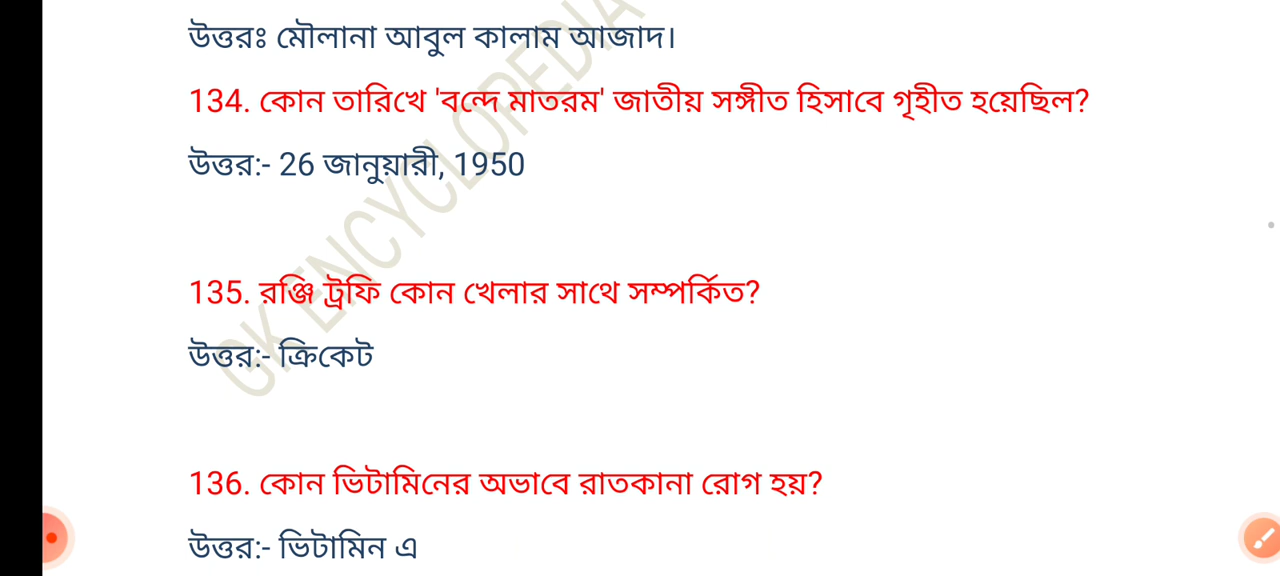 উত্তরঃ মৌলানা আবুল কালাম আজাদ।
134. কোন তারিখে 'বন্দে মাতরম' জাতীয় সঙ্গীত হিসাবে গৃহীত হয়েছিল?
উত্তর:- 26 জানুয়ারী, 1950
135. রঞ্জি ট্রফি কোন খেলার সাথে সম্পর্কিত?
উত্তর:- ক্রিকেট
136. কোন ভিটামিনের অভাবে রাতকানা রোগ হয়?
উত্তর:- ভিটামিন এ
GK ENCYCLOPEDIA